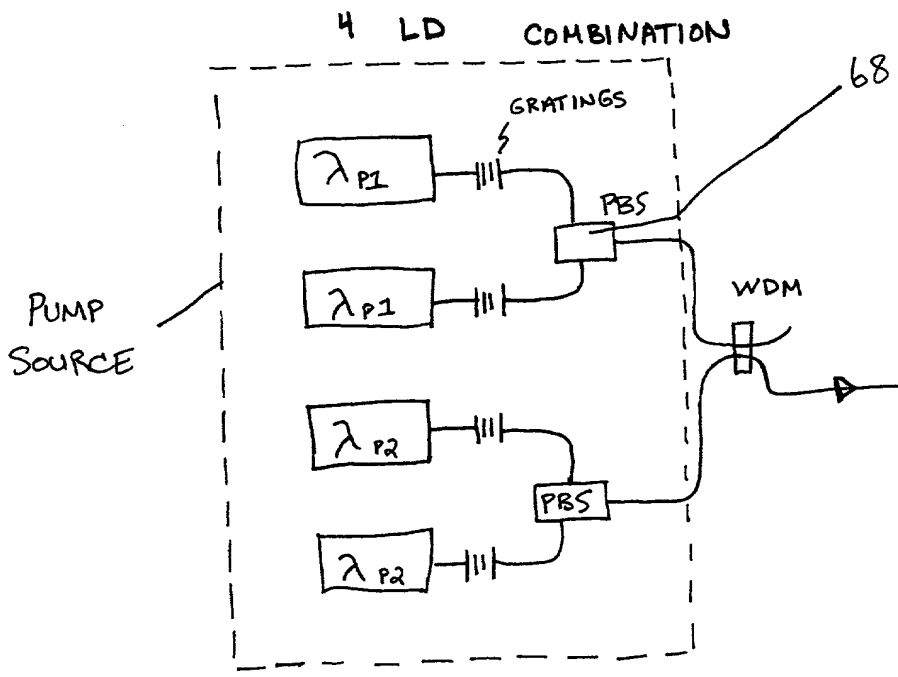 4 LD COMBINATION
68
GRATINGS
λP1
PBS
λP1
WDM
PUMP
SOURCE
λP2
PBS
λP2